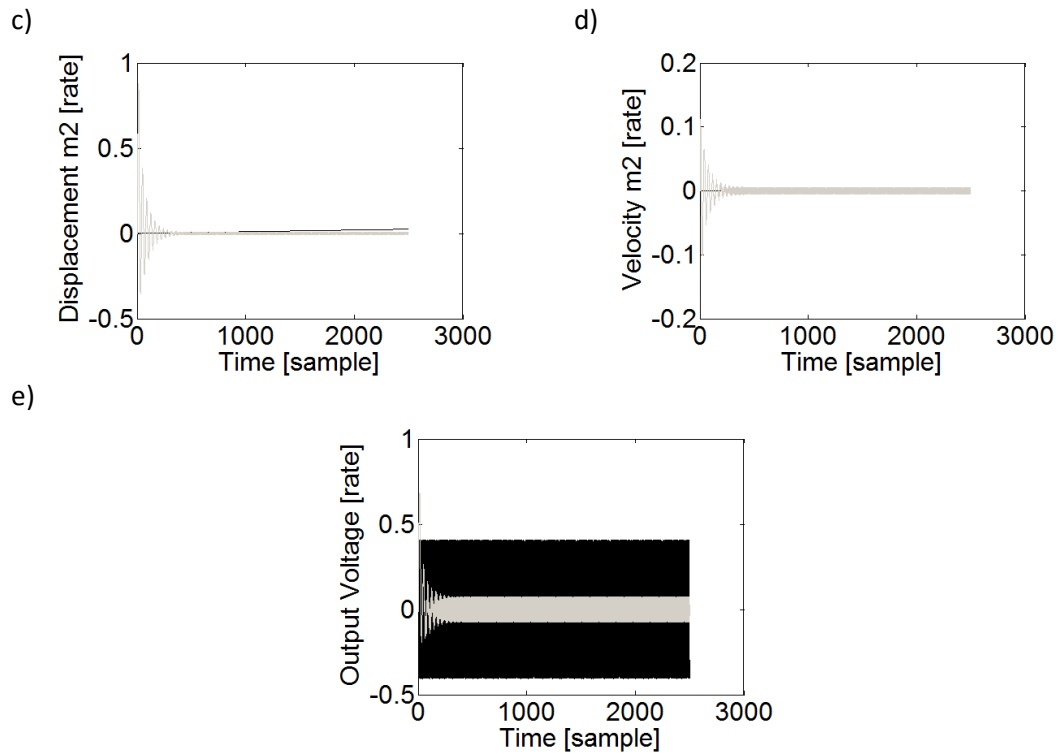 c)
d)
Displacement m2 [rate]
1
0.5
0
-0.5
0
1000
2000
3000
Time [sample]
Velocity m2 [rate]
0.2
0.1
0
-0.1
-0.2
0
1000
2000
3000
Time [sample]
e)
Output Voltage [rate]
1
0.5
0
-0.5
0
1000
2000
3000
Time [sample]